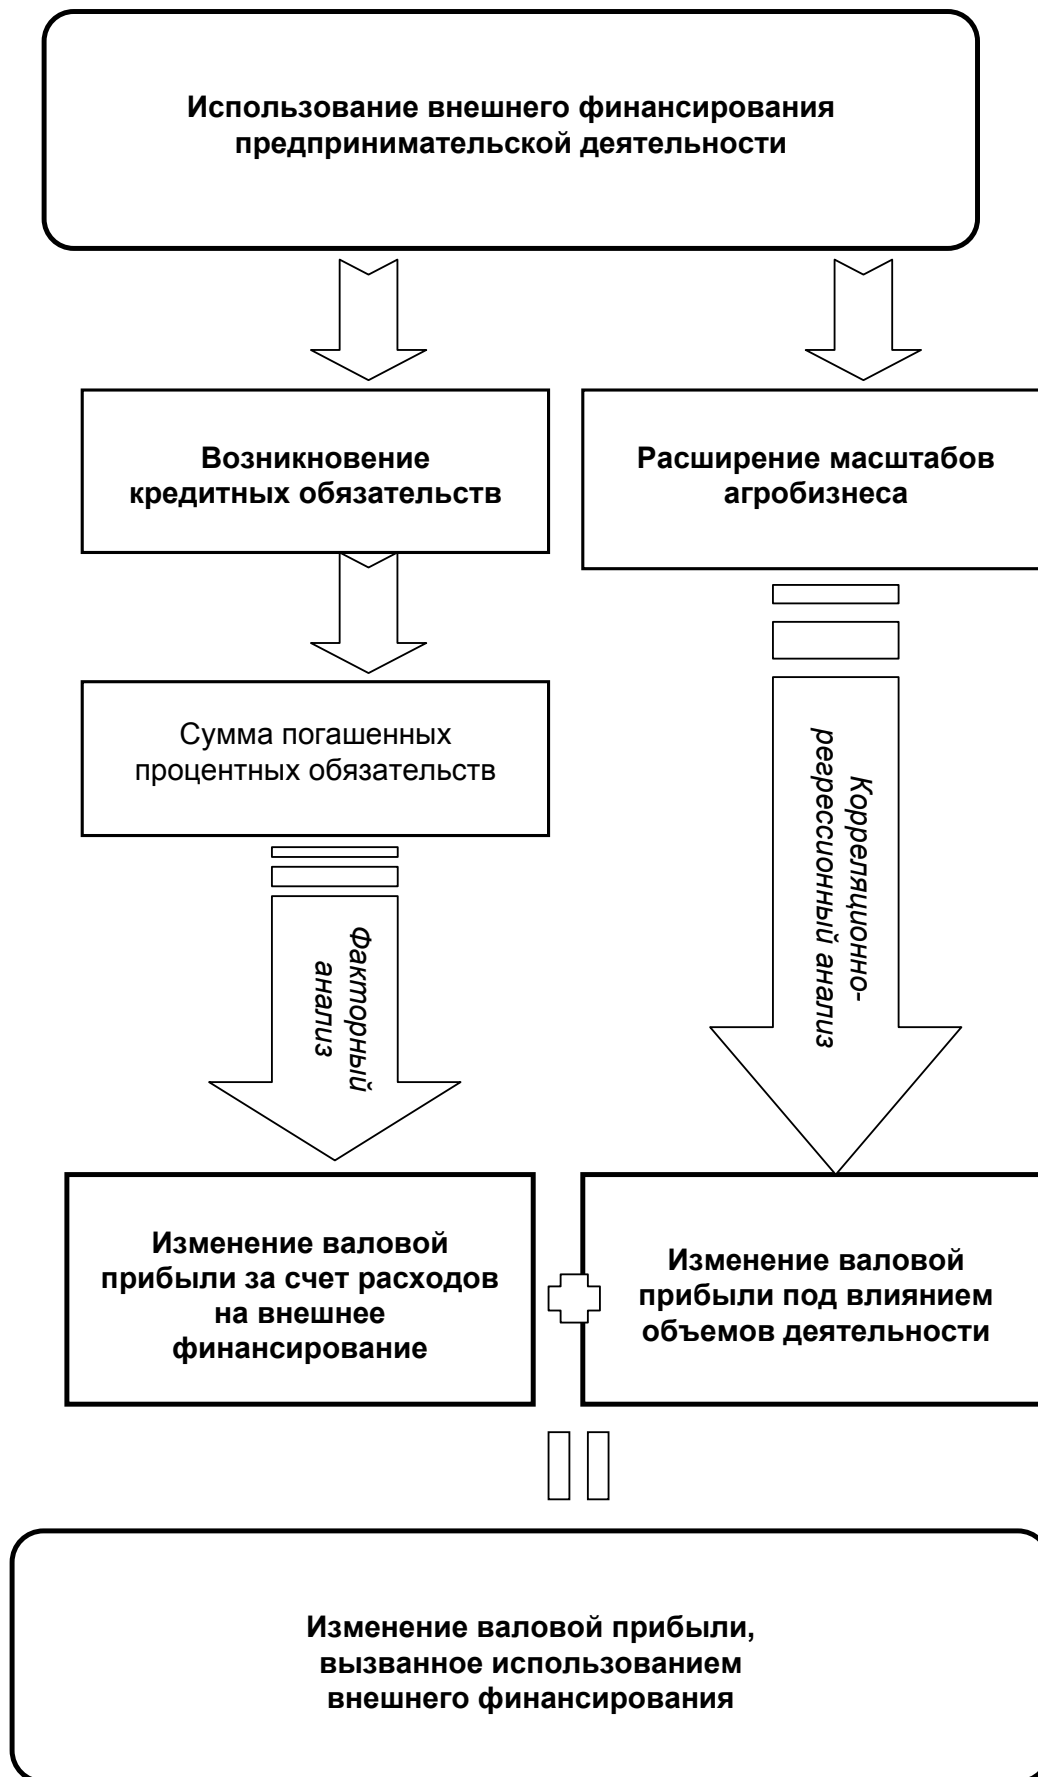 Использование внешнего финансирования
предпринимательской деятельности
Возникновение
кредитных обязательств
Расширение масштабов
агробизнеса
Сумма погашенных
процентных обязательств
Корреляционно-
регрессионный анализ
Факторный
анализ
Изменение валовой
прибыли за счет расходов
на внешнее
финансирование
Изменение валовой
прибыли под влиянием
объемов деятельности
Изменение валовой прибыли,
вызванное использованием
внешнего финансирования